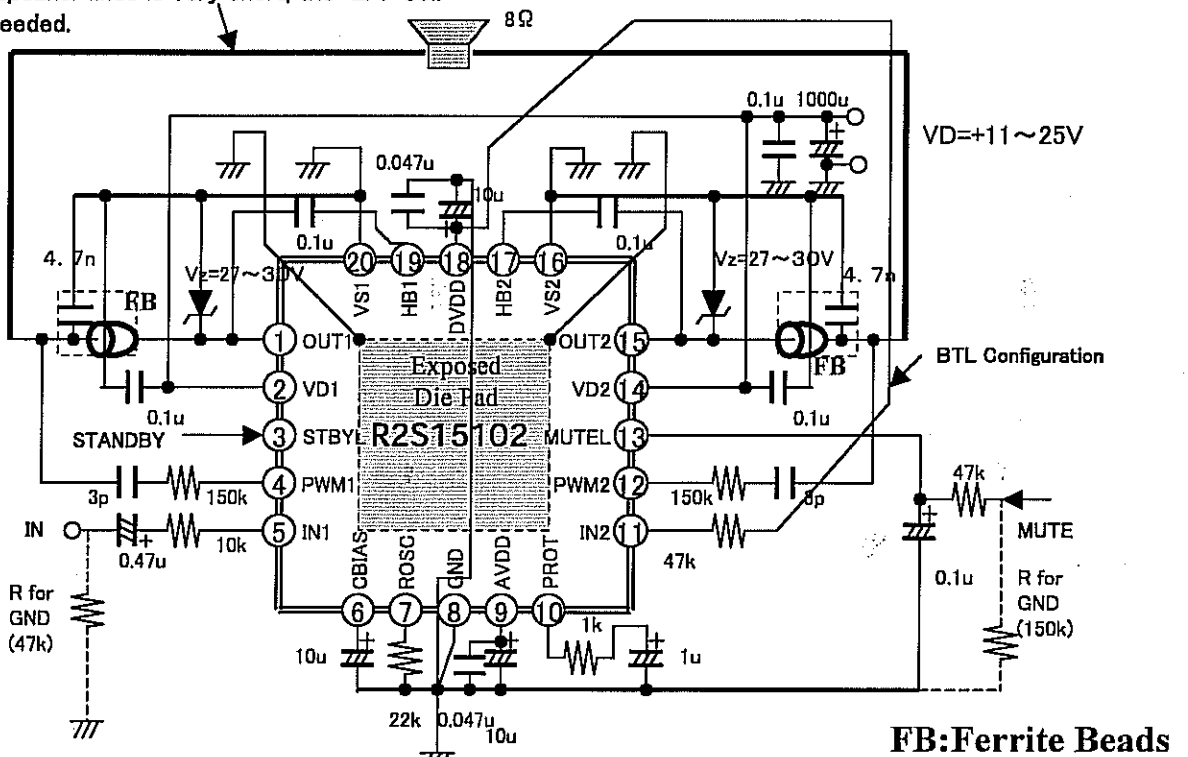 eeded.
8Ω
0.1u 1000u
VD=+11～25V
0.047u
10u
0.1u
0.1u
4. 7n
Vz=27～30V
Vz=27～30V
4. 7n
FB
FB
20
19
18
17
16
VS1
HB1
DVDD
HB2
VS2
1
OUT1
OUT2
15
BTL Configuration
Exposed
Die Pad
R2S15102
2
VD1
VD2
14
0.1u
0.1u
STANDBY
3
STBYL
MUTEL
13
4
PWM1
PWM2
12
3p
150k
150k
3p
47k
MUTE
IN
5
IN1
IN2
11
0.47u
10k
47k
0.1u
CBIAS
ROSC
GND
AVDD
PROT
6
7
8
9
10
R for
GND
(47k)
R for
GND
(150k)
10u
1k
1u
22k
0.047u
10u
FB:Ferrite Beads